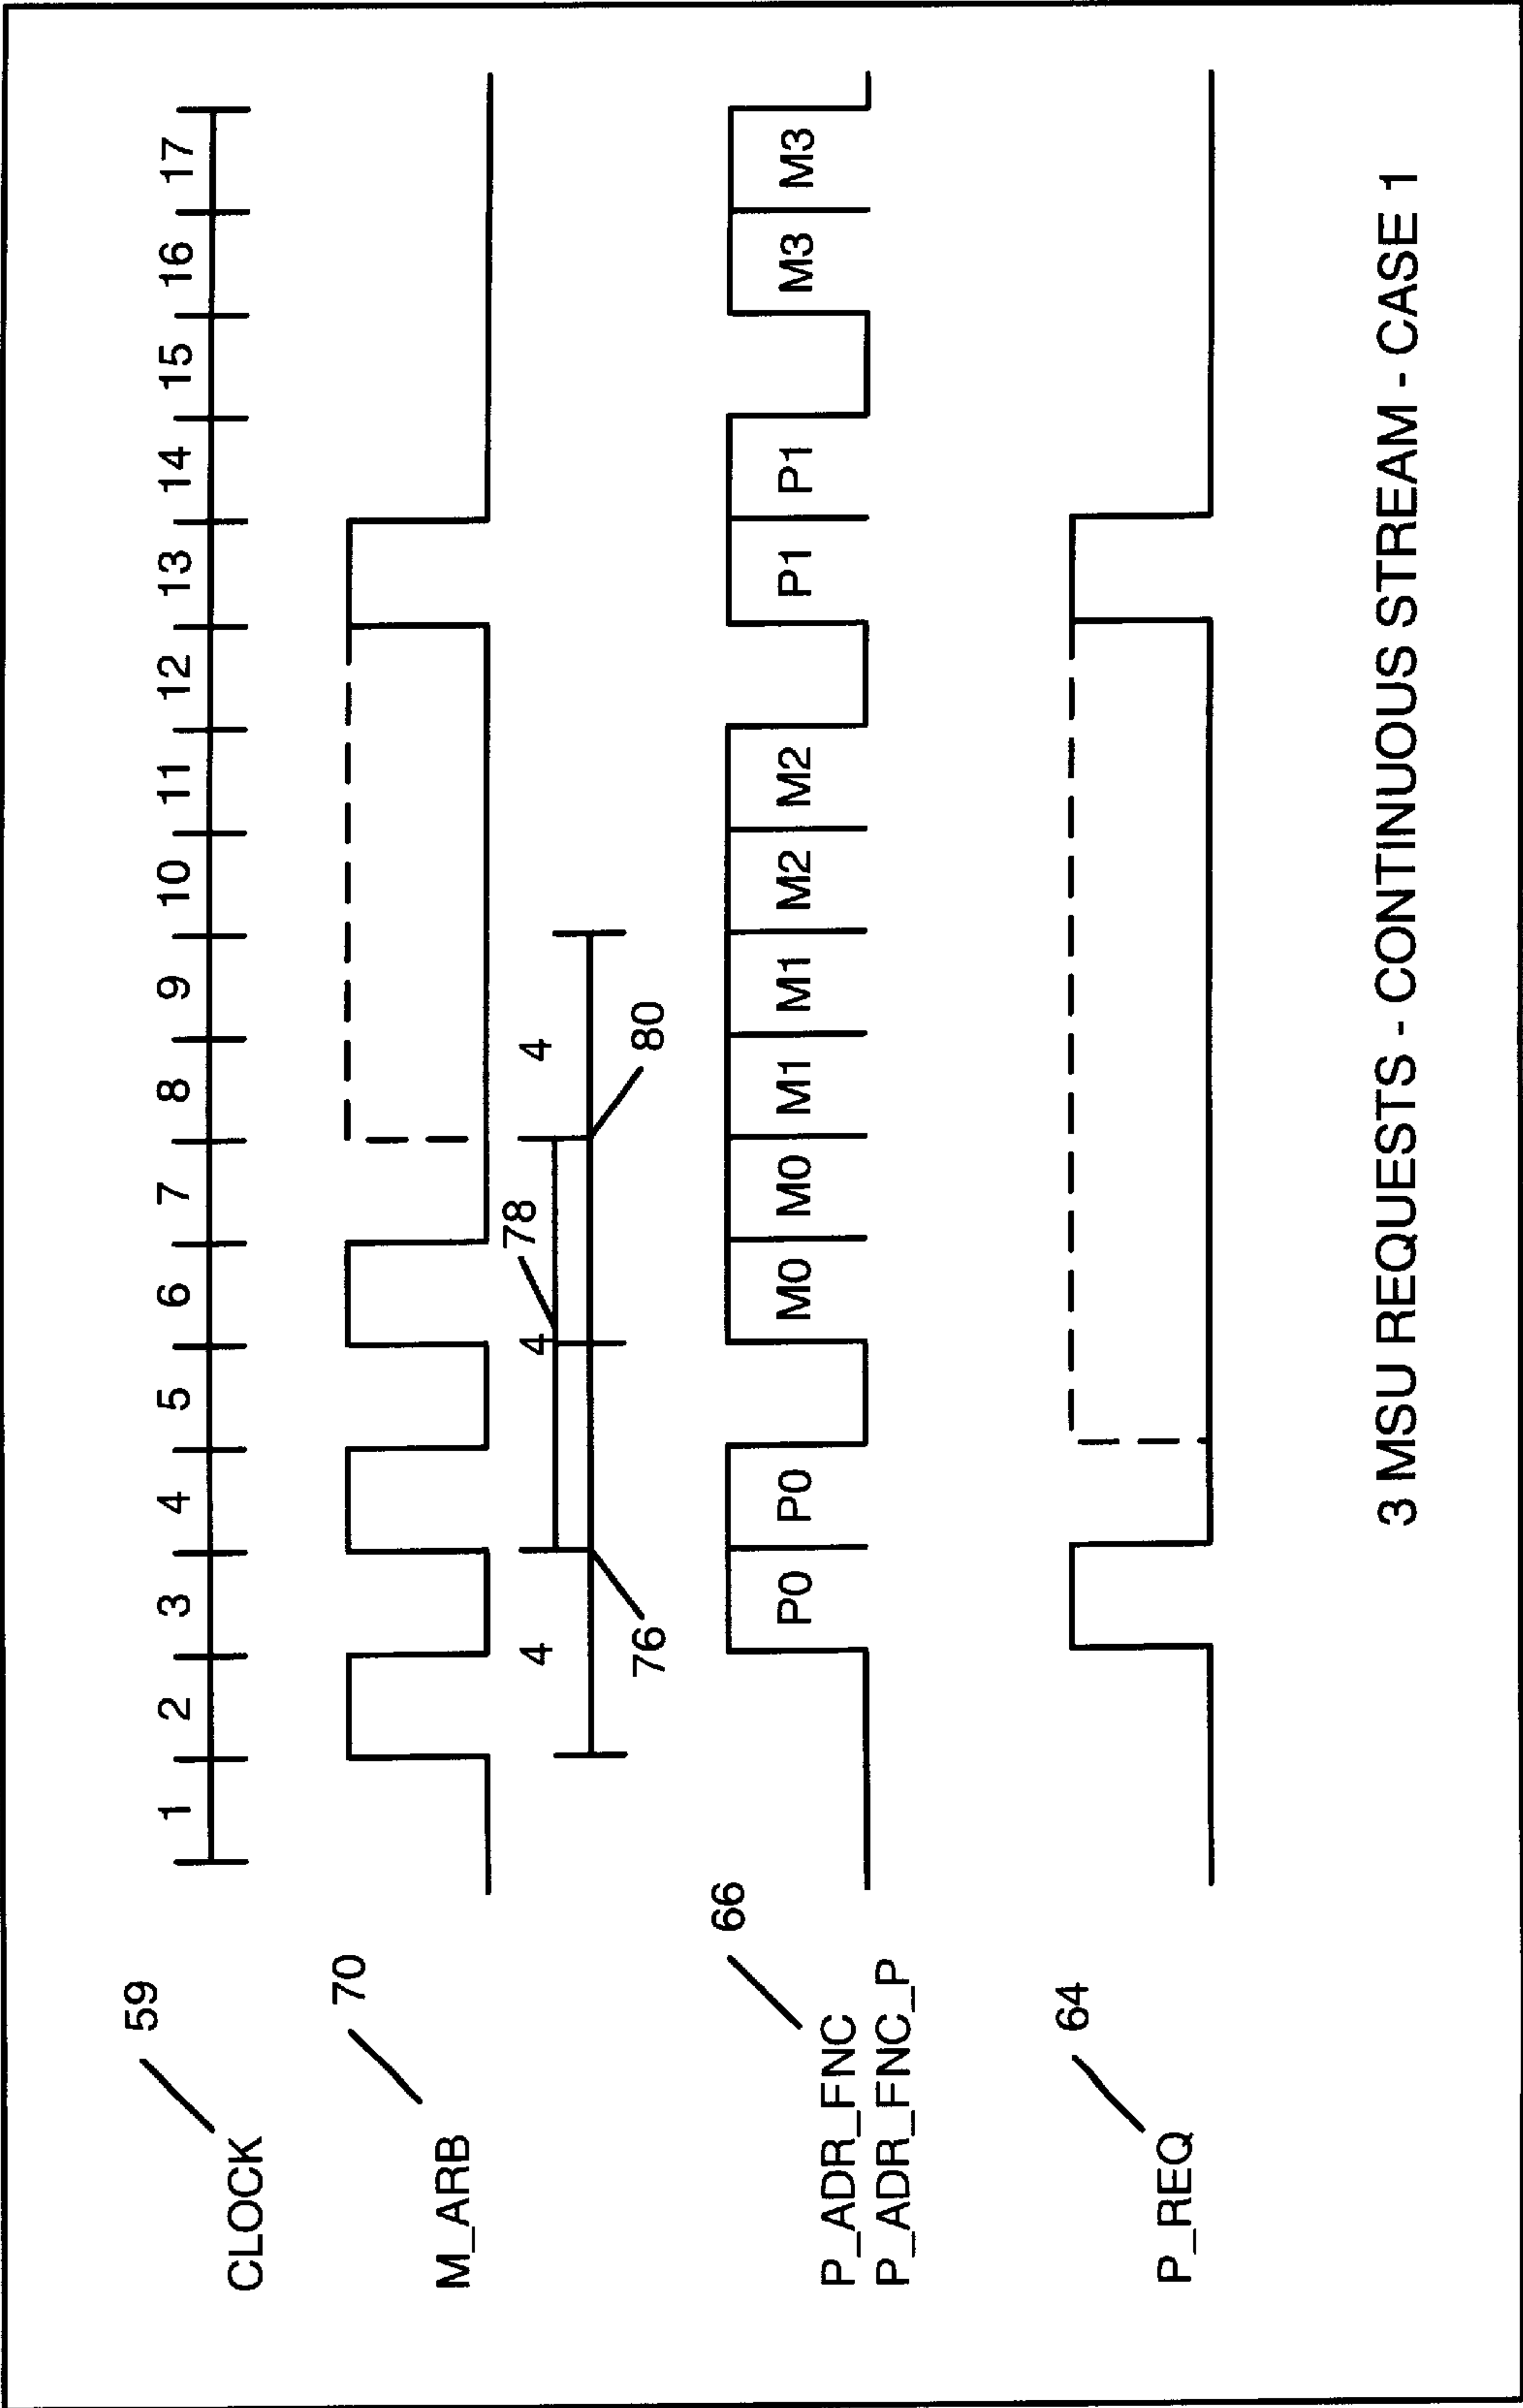 59
CLOCK
1 2 3 4 5 6 7 8 9 10 11 12 13 14 15 16 17
70
M_ARB
4 4 4
76 78 80
66
P_ADR_FNC
P_ADR_FNC_P
P0 P0 M0 M0 M1 M1 M2 M2 P1 P1 M3 M3
64
P_REQ
3 MSU REQUESTS - CONTINUOUS STREAM - CASE 1